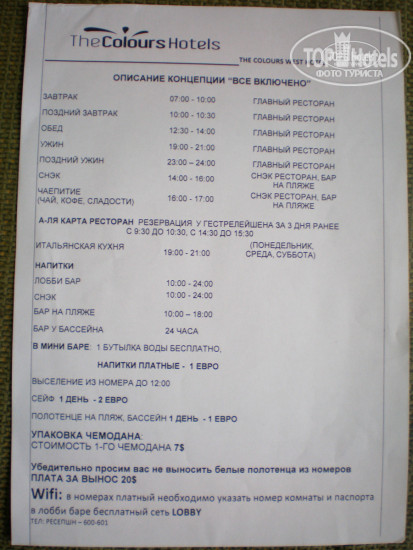 TheColoursHotels
TOPHotels
ФОТО ТУРИСТА
THE COLOURS WEST HOTEL
ОПИСАНИЕ КОНЦЕПЦИИ "ВСЕ ВКЛЮЧЕНО"
ЗАВТРАК 07:00 - 10:00 ГЛАВНЫЙ РЕСТОРАН
ПОЗДНИЙ ЗАВТРАК 10:00 - 10:30 ГЛАВНЫЙ РЕСТОРАН
ОБЕД 12:30 - 14:00 ГЛАВНЫЙ РЕСТОРАН
УЖИН 19:00 - 21:00 ГЛАВНЫЙ РЕСТОРАН
ПОЗДНИЙ УЖИН 23:00 – 24:00 ГЛАВНЫЙ РЕСТОРАН
СНЭК 14:00 - 16:00 СНЭК РЕСТОРАН, БАР
НА ПЛЯЖЕ
ЧАЕПИТИЕ
(ЧАЙ, КОФЕ, СЛАДОСТИ) 16:00 - 17:00 СНЭК РЕСТОРАН, БАР
НА ПЛЯЖЕ
А-ЛЯ КАРТА РЕСТОРАН РЕЗЕРВАЦИЯ У ГЕСТРЕЛЕЙШЕНА ЗА 3 ДНЯ РАНЕЕ
С 9:30 ДО 10:30, С 14:30 ДО 15:30
ИТАЛЬЯНСКАЯ КУХНЯ 19:00 - 21:00 (ПОНЕДЕЛЬНИК,
СРЕДА, СУББОТА)
НАПИТКИ
ЛОББИ БАР 10:00 - 24:00
СНЭК 10:00 - 24:00
БАР НА ПЛЯЖЕ 10:00 – 18:00
БАР У БАССЕЙНА 24 ЧАСА
В МИНИ БАРЕ: 1 БУТЫЛКА ВОДЫ БЕСПЛАТНО,
НАПИТКИ ПЛАТНЫЕ - 1 ЕВРО
ВЫСЕЛЕНИЕ ИЗ НОМЕРА ДО 12:00
СЕЙФ 1 ДЕНЬ - 2 ЕВРО
ПОЛОТЕНЦЕ НА ПЛЯЖ, БАССЕЙН 1 ДЕНЬ - 1 ЕВРО
УПАКОВКА ЧЕМОДАНА:
СТОИМОСТЬ 1-ГО ЧЕМОДАНА 7$
Убедительно просим вас не выносить белые полотенца из номеров
ПЛАТА ЗА ВЫНОС 20$
Wifi: в номерах платный необходимо указать номер комнаты и паспорта
в лобби баре бесплатный сеть LOBBY
ТЕЛ: РЕСЕПШН – 600-601